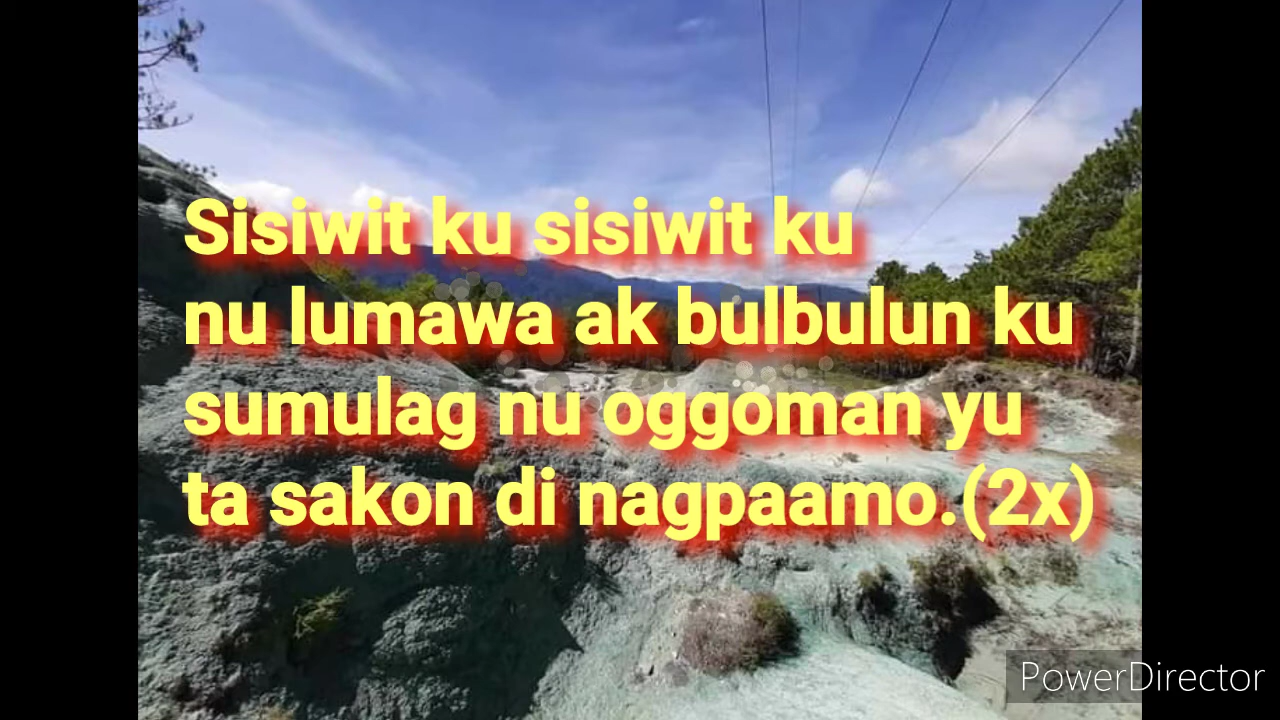 Sisiwit ku sisiwit ku
nu lumawa ak bulbulun ku
sumulag nu oggoman yu
ta sakon di nagpaamo.(2x)
PowerDirector